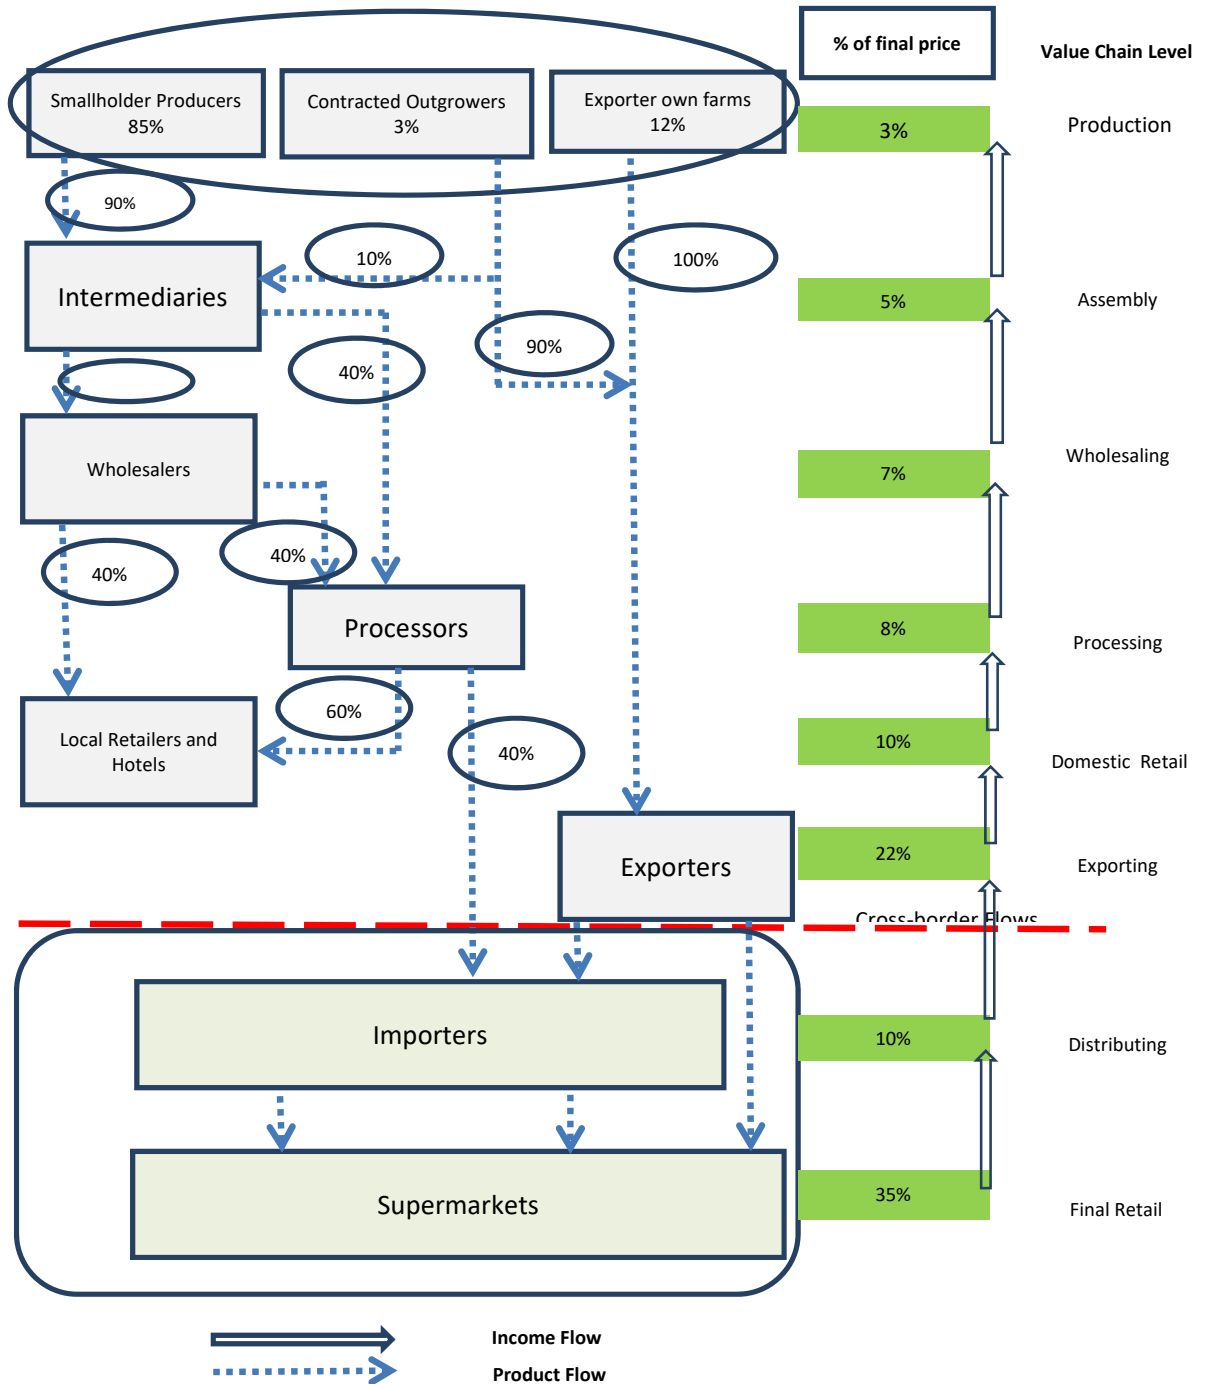 % of final price
Value Chain Level
Smallholder Producers
85%
Contracted Outgrowers
3%
Exporter own farms
12%
3%
Production
90%
10%
100%
Intermediaries
5%
Assembly
90%
40%
Wholesalers
7%
Wholesaling
40%
40%
Processors
8%
Processing
60%
Local Retailers and
Hotels
40%
10%
Domestic Retail
Exporters
22%
Exporting
Cross-border Flows
Importers
10%
Distributing
Supermarkets
35%
Final Retail
Income Flow
Product Flow